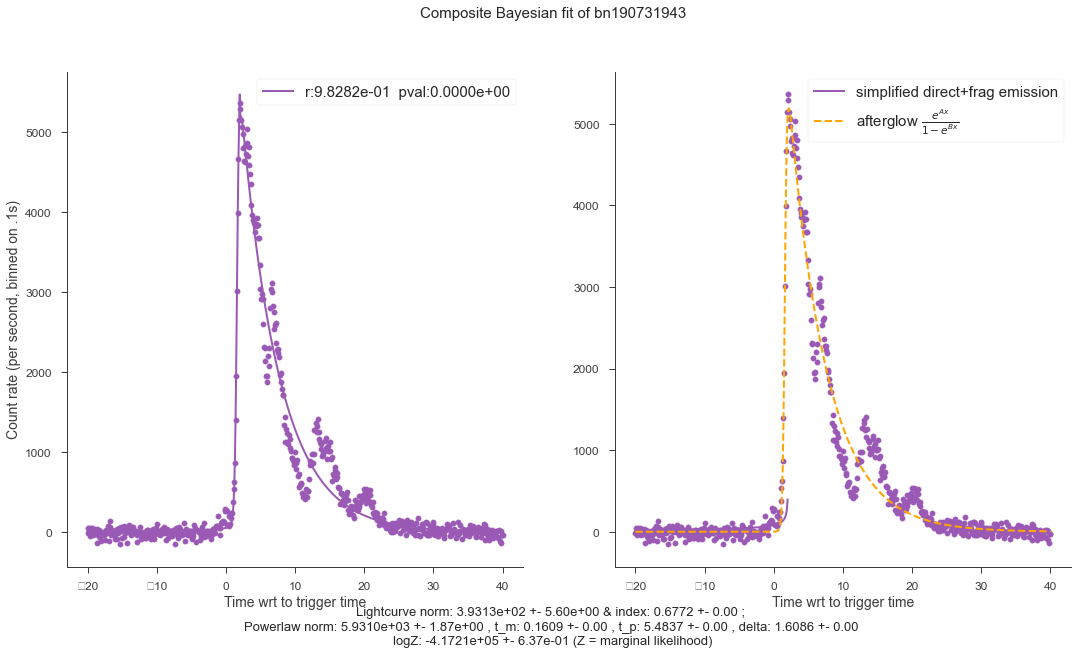 Composite Bayesian fit of bn190731943
r:9.8282e-01 pval:0.0000e+00
Count rate (per second, binned on .1s)
5000
4000
3000
2000
1000
0
□20 □10 0 10 20 30 40
Time wrt to trigger time
simplified direct+frag emission
afterglow e^{Ax} / 1 − e^{Bx}
5000
4000
3000
2000
1000
0
□20 □10 0 10 20 30 40
Time wrt to trigger time
Lightcurve norm: 3.9313e+02 +- 5.60e+00 & index: 0.6772 +- 0.00 ;
Powerlaw norm: 5.9310e+03 +- 1.87e+00 , t_m: 0.1609 +- 0.00 , t_p: 5.4837 +- 0.00 , delta: 1.6086 +- 0.00
logZ: -4.1721e+05 +- 6.37e-01 (Z = marginal likelihood)